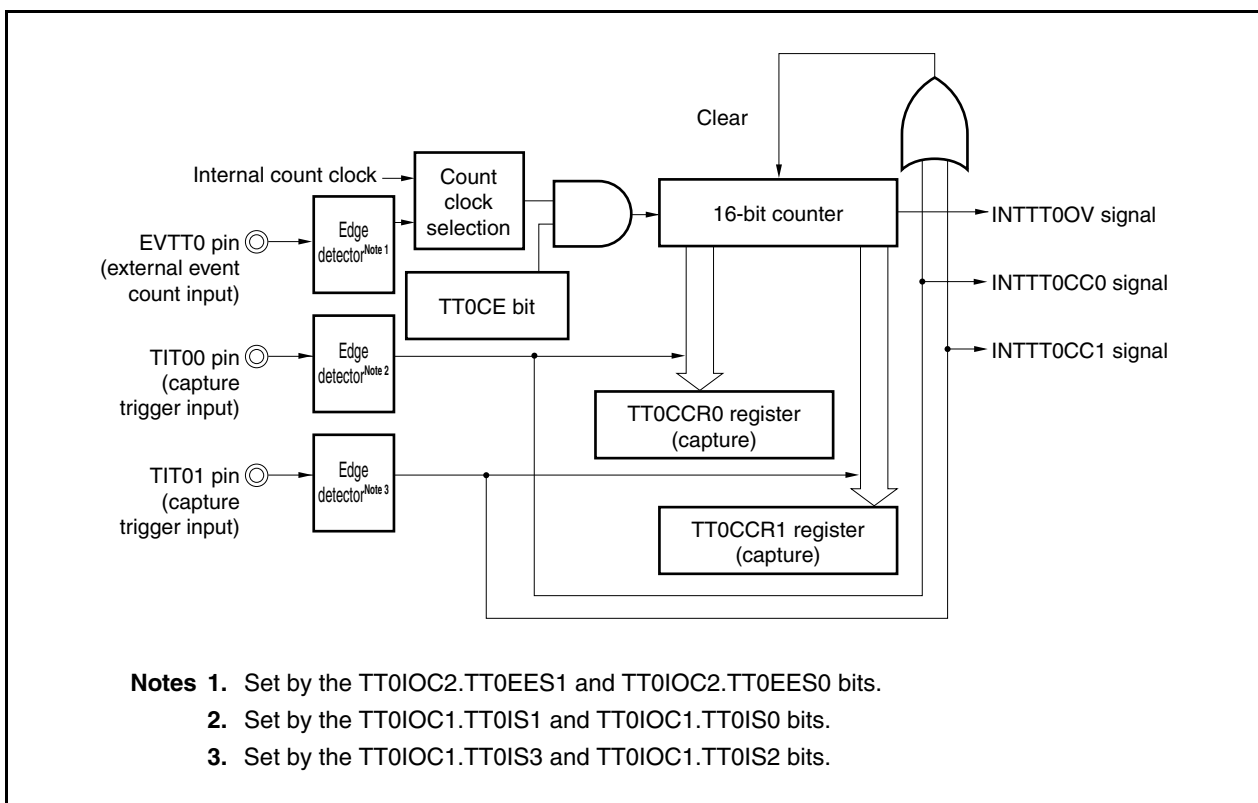 Clear
Internal count clock
Count
clock
selection
16-bit counter
INTTT0OV signal
Edge
detectorNote 1
EVTT0 pin
(external event
count input)
TT0CE bit
INTTT0CC0 signal
TIT00 pin
(capture
trigger input)
Edge
detectorNote 2
INTTT0CC1 signal
TT0CCR0 register
(capture)
TIT01 pin
(capture
trigger input)
Edge
detectorNote 3
TT0CCR1 register
(capture)
Notes 1. Set by the TT0IOC2.TT0EES1 and TT0IOC2.TT0EES0 bits.
2. Set by the TT0IOC1.TT0IS1 and TT0IOC1.TT0IS0 bits.
3. Set by the TT0IOC1.TT0IS3 and TT0IOC1.TT0IS2 bits.